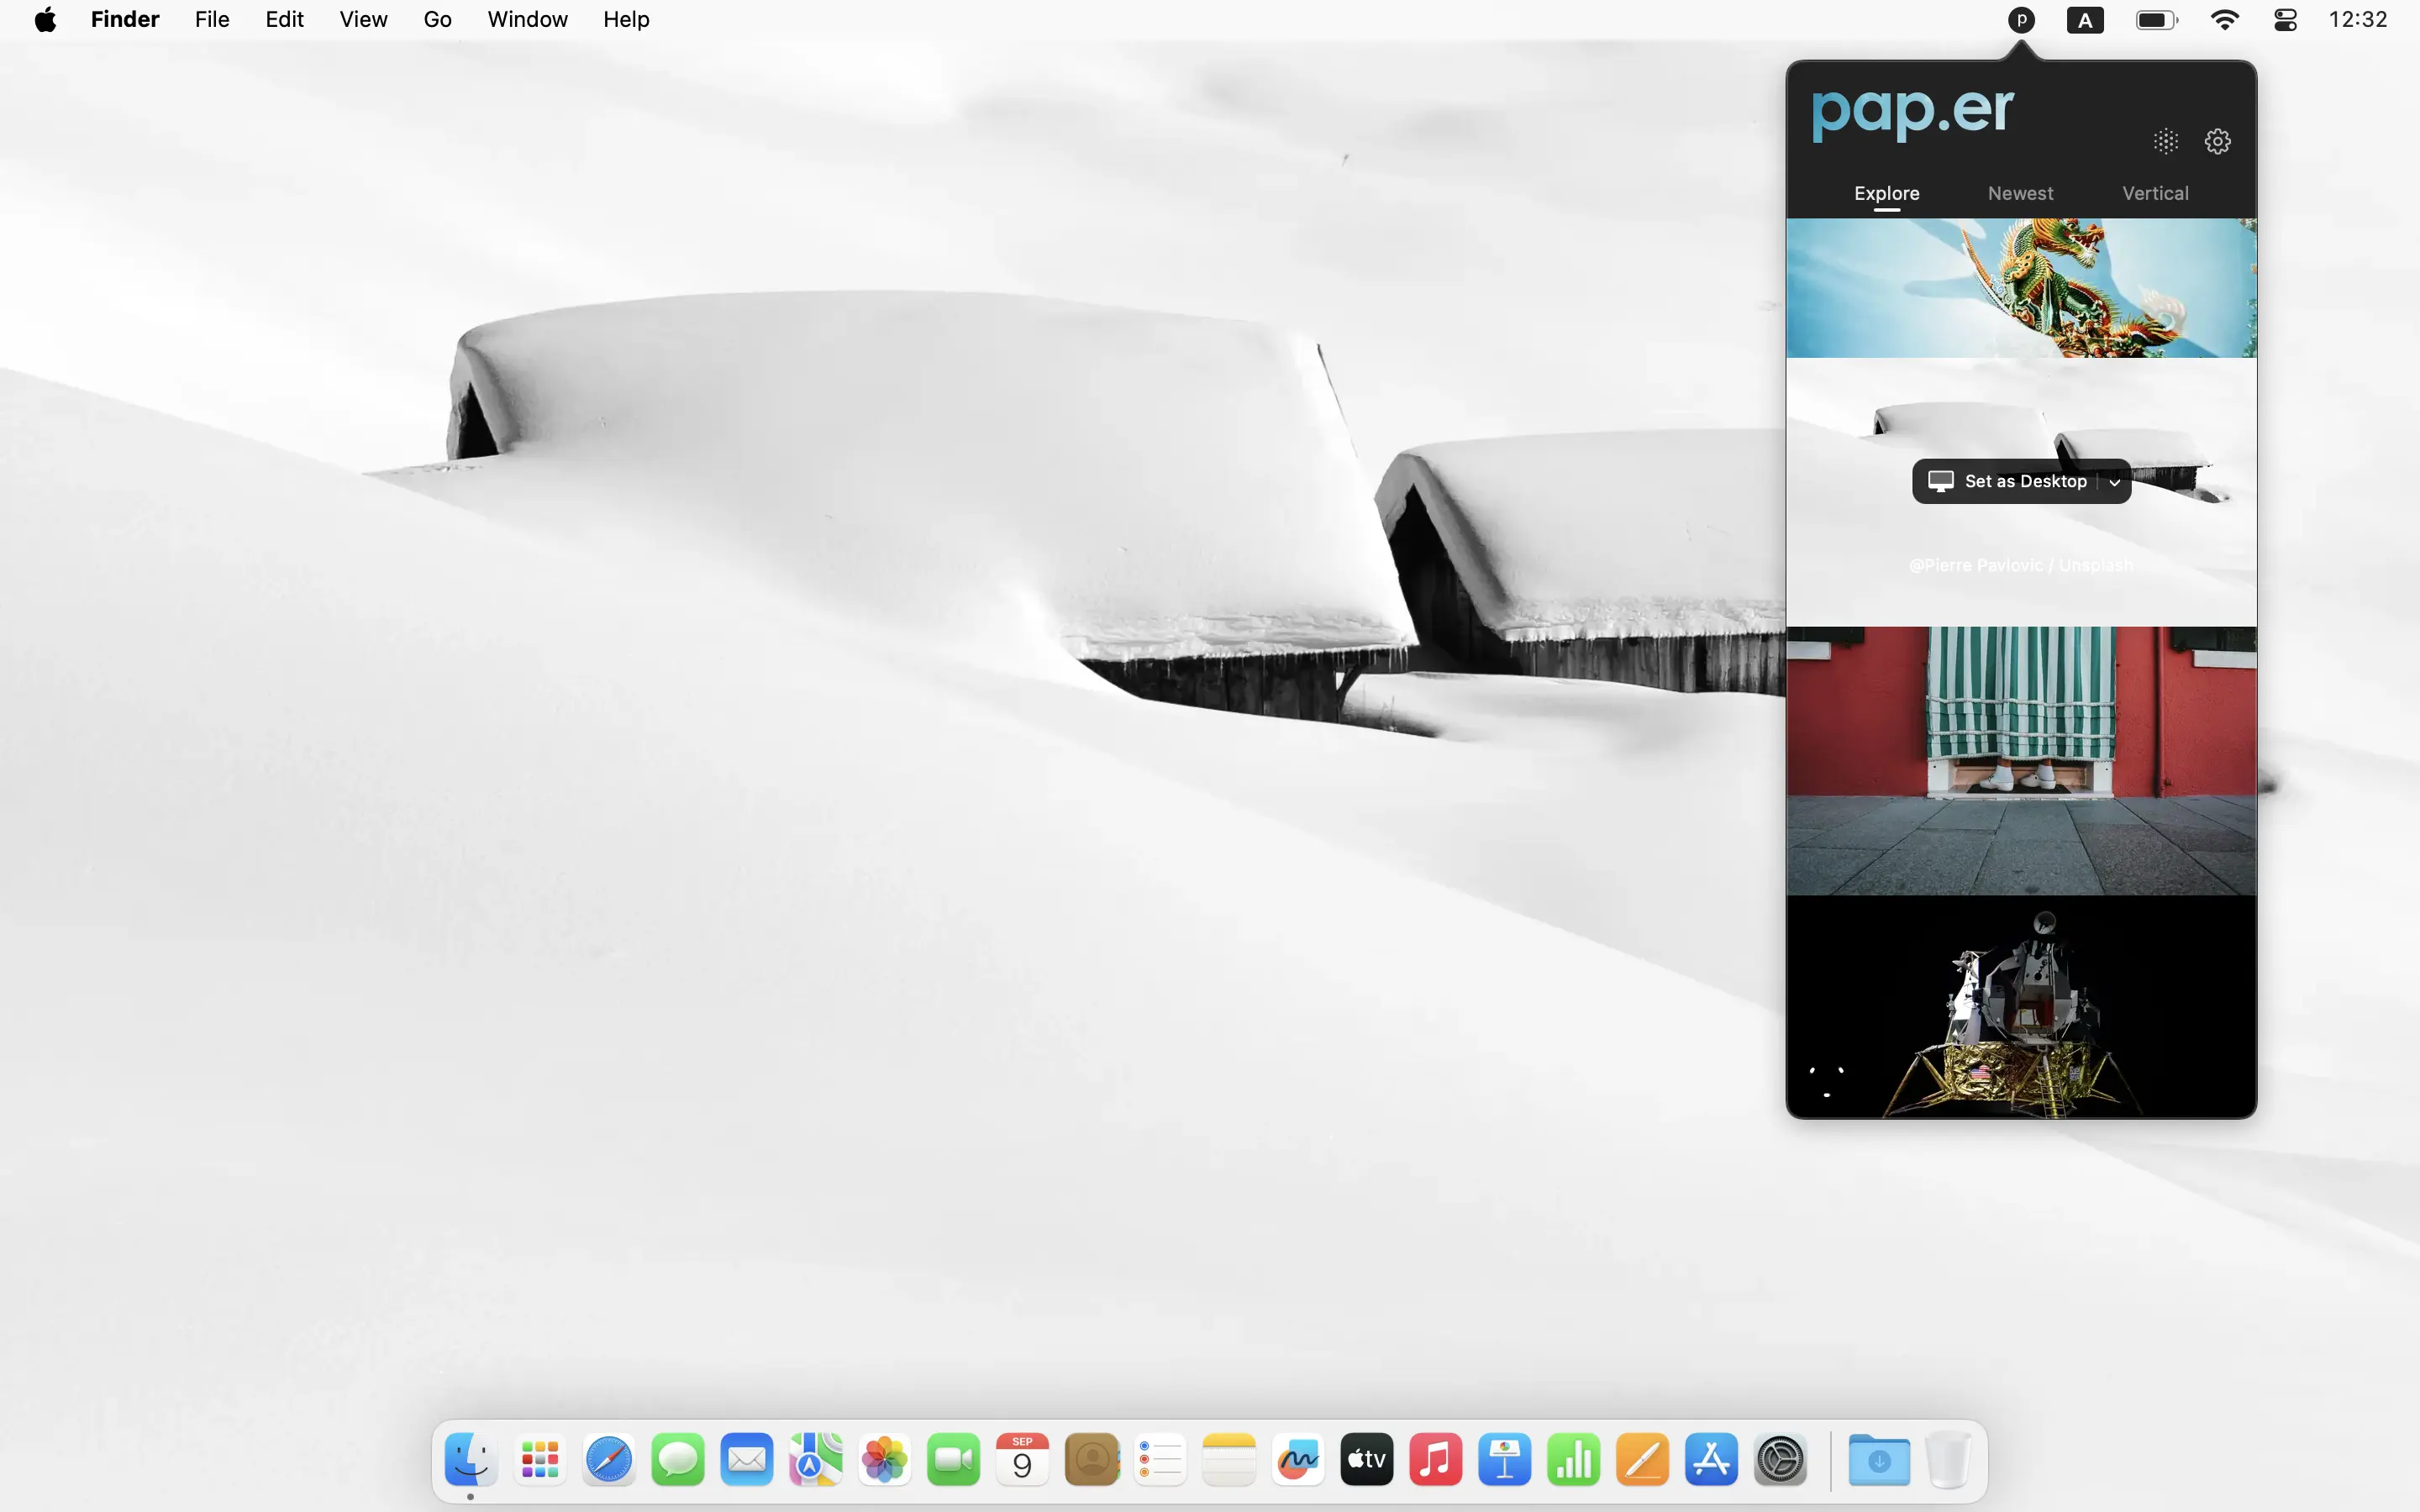 Finder File Edit View Go Window Help
p A 12:32
pap.er
Explore Newest Vertical
Set as Desktop
@Pierre Pavlovic / Unsplash
SEP
9
tv